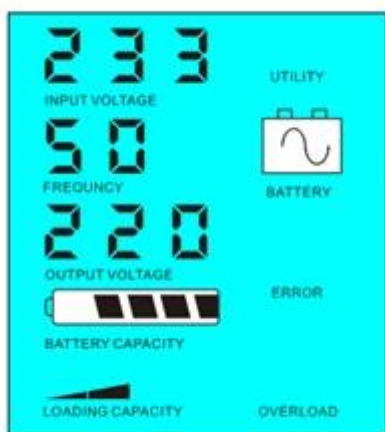 233
UTILITY
INPUT VOLTAGE
50
FREQUNCY
BATTERY
220
OUTPUT VOLTAGE
ERROR
BATTERY CAPACITY
LOADING CAPACITY
OVERLOAD